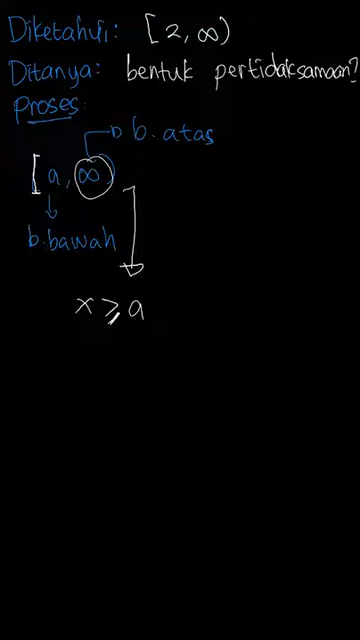 Diketahui: [2, ∞)
Ditanya: bentuk pertidaksamaan?
Proses:
b. atas
[a, ∞)
b. bawah
x ⩾ a